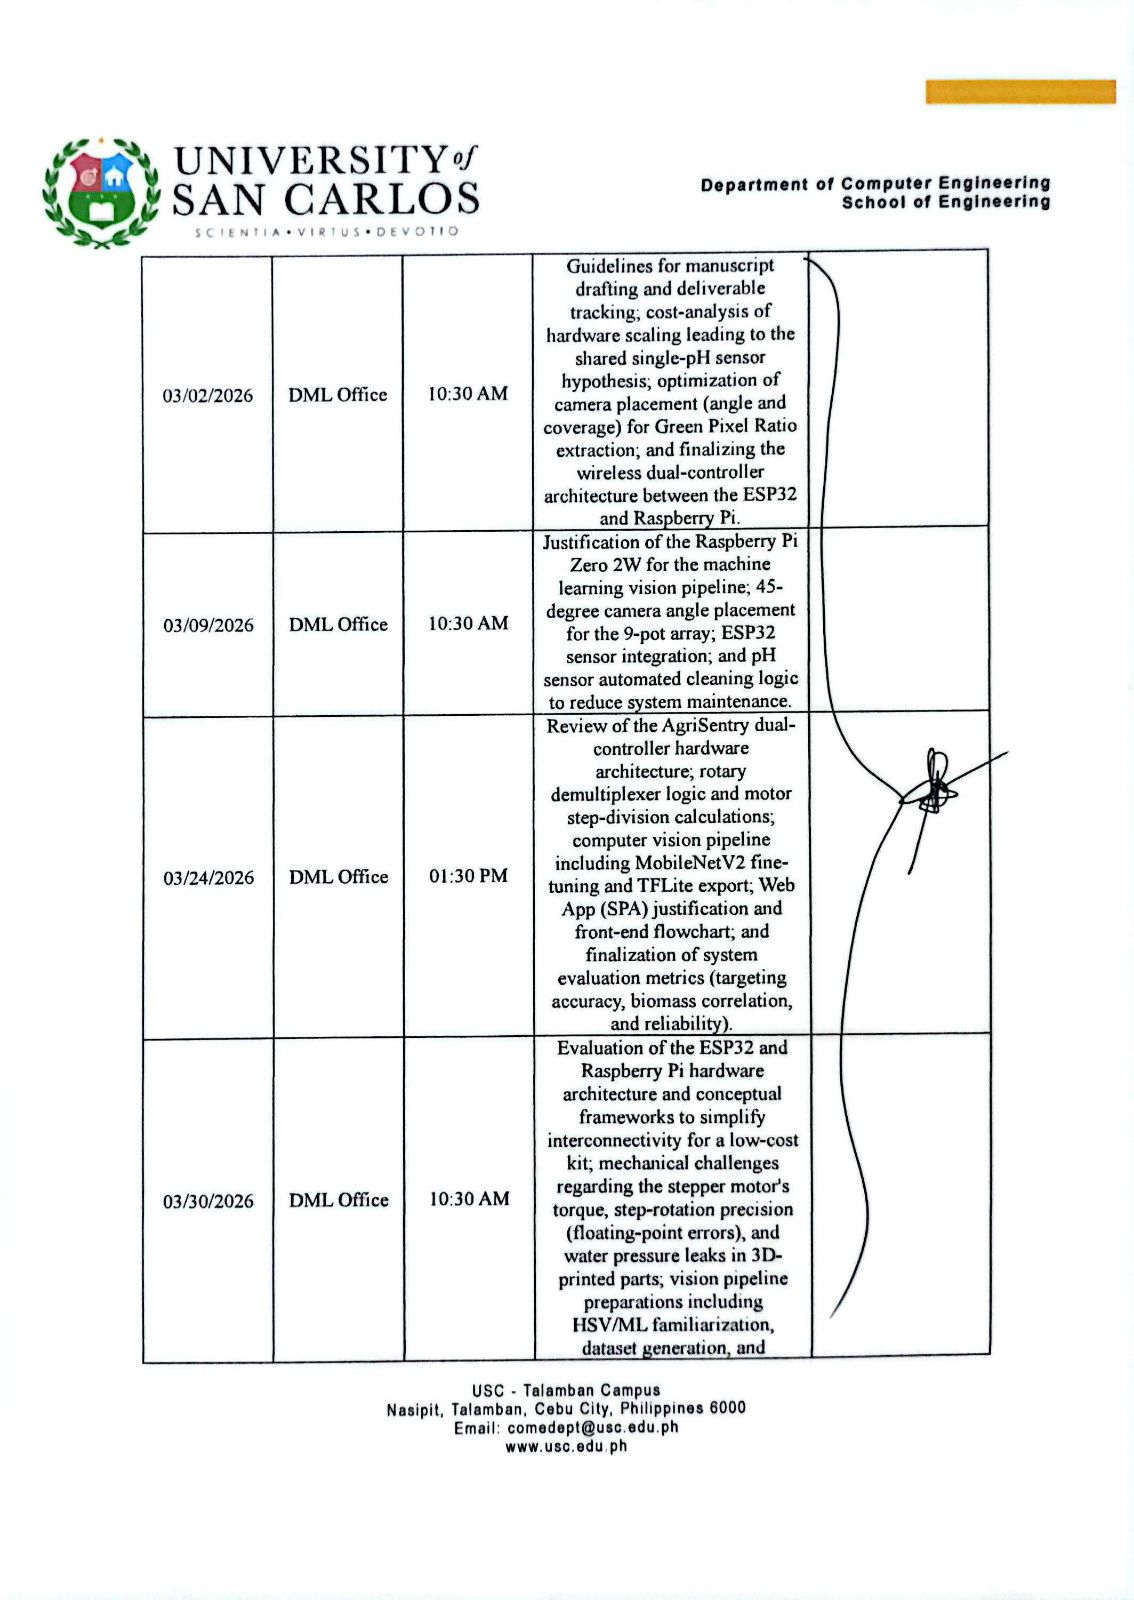 UNIVERSITY of
SAN CARLOS
SCIENTIA • VIRTUS • DEVOTIO
Department of Computer Engineering
School of Engineering
03/02/2026
DML Office
10:30 AM
Guidelines for manuscript
drafting and deliverable
tracking; cost-analysis of
hardware scaling leading to the
shared single-pH sensor
hypothesis; optimization of
camera placement (angle and
coverage) for Green Pixel Ratio
extraction; and finalizing the
wireless dual-controller
architecture between the ESP32
and Raspberry Pi.
03/09/2026
DML Office
10:30 AM
Justification of the Raspberry Pi
Zero 2W for the machine
learning vision pipeline; 45-
degree camera angle placement
for the 9-pot array; ESP32
sensor integration; and pH
sensor automated cleaning logic
to reduce system maintenance.
03/24/2026
DML Office
01:30 PM
Review of the AgriSentry dual-
controller hardware
architecture; rotary
demultiplexer logic and motor
step-division calculations;
computer vision pipeline
including MobileNetV2 fine-
tuning and TFLite export; Web
App (SPA) justification and
front-end flowchart; and
finalization of system
evaluation metrics (targeting
accuracy, biomass correlation,
and reliability).
03/30/2026
DML Office
10:30 AM
Evaluation of the ESP32 and
Raspberry Pi hardware
architecture and conceptual
frameworks to simplify
interconnectivity for a low-cost
kit; mechanical challenges
regarding the stepper motor's
torque, step-rotation precision
(floating-point errors), and
water pressure leaks in 3D-
printed parts; vision pipeline
preparations including
HSV/ML familiarization,
dataset generation, and
USC - Talamban Campus
Nasipit, Talamban, Cebu City, Philippines 6000
Email: comedept@usc.edu.ph
www.usc.edu.ph